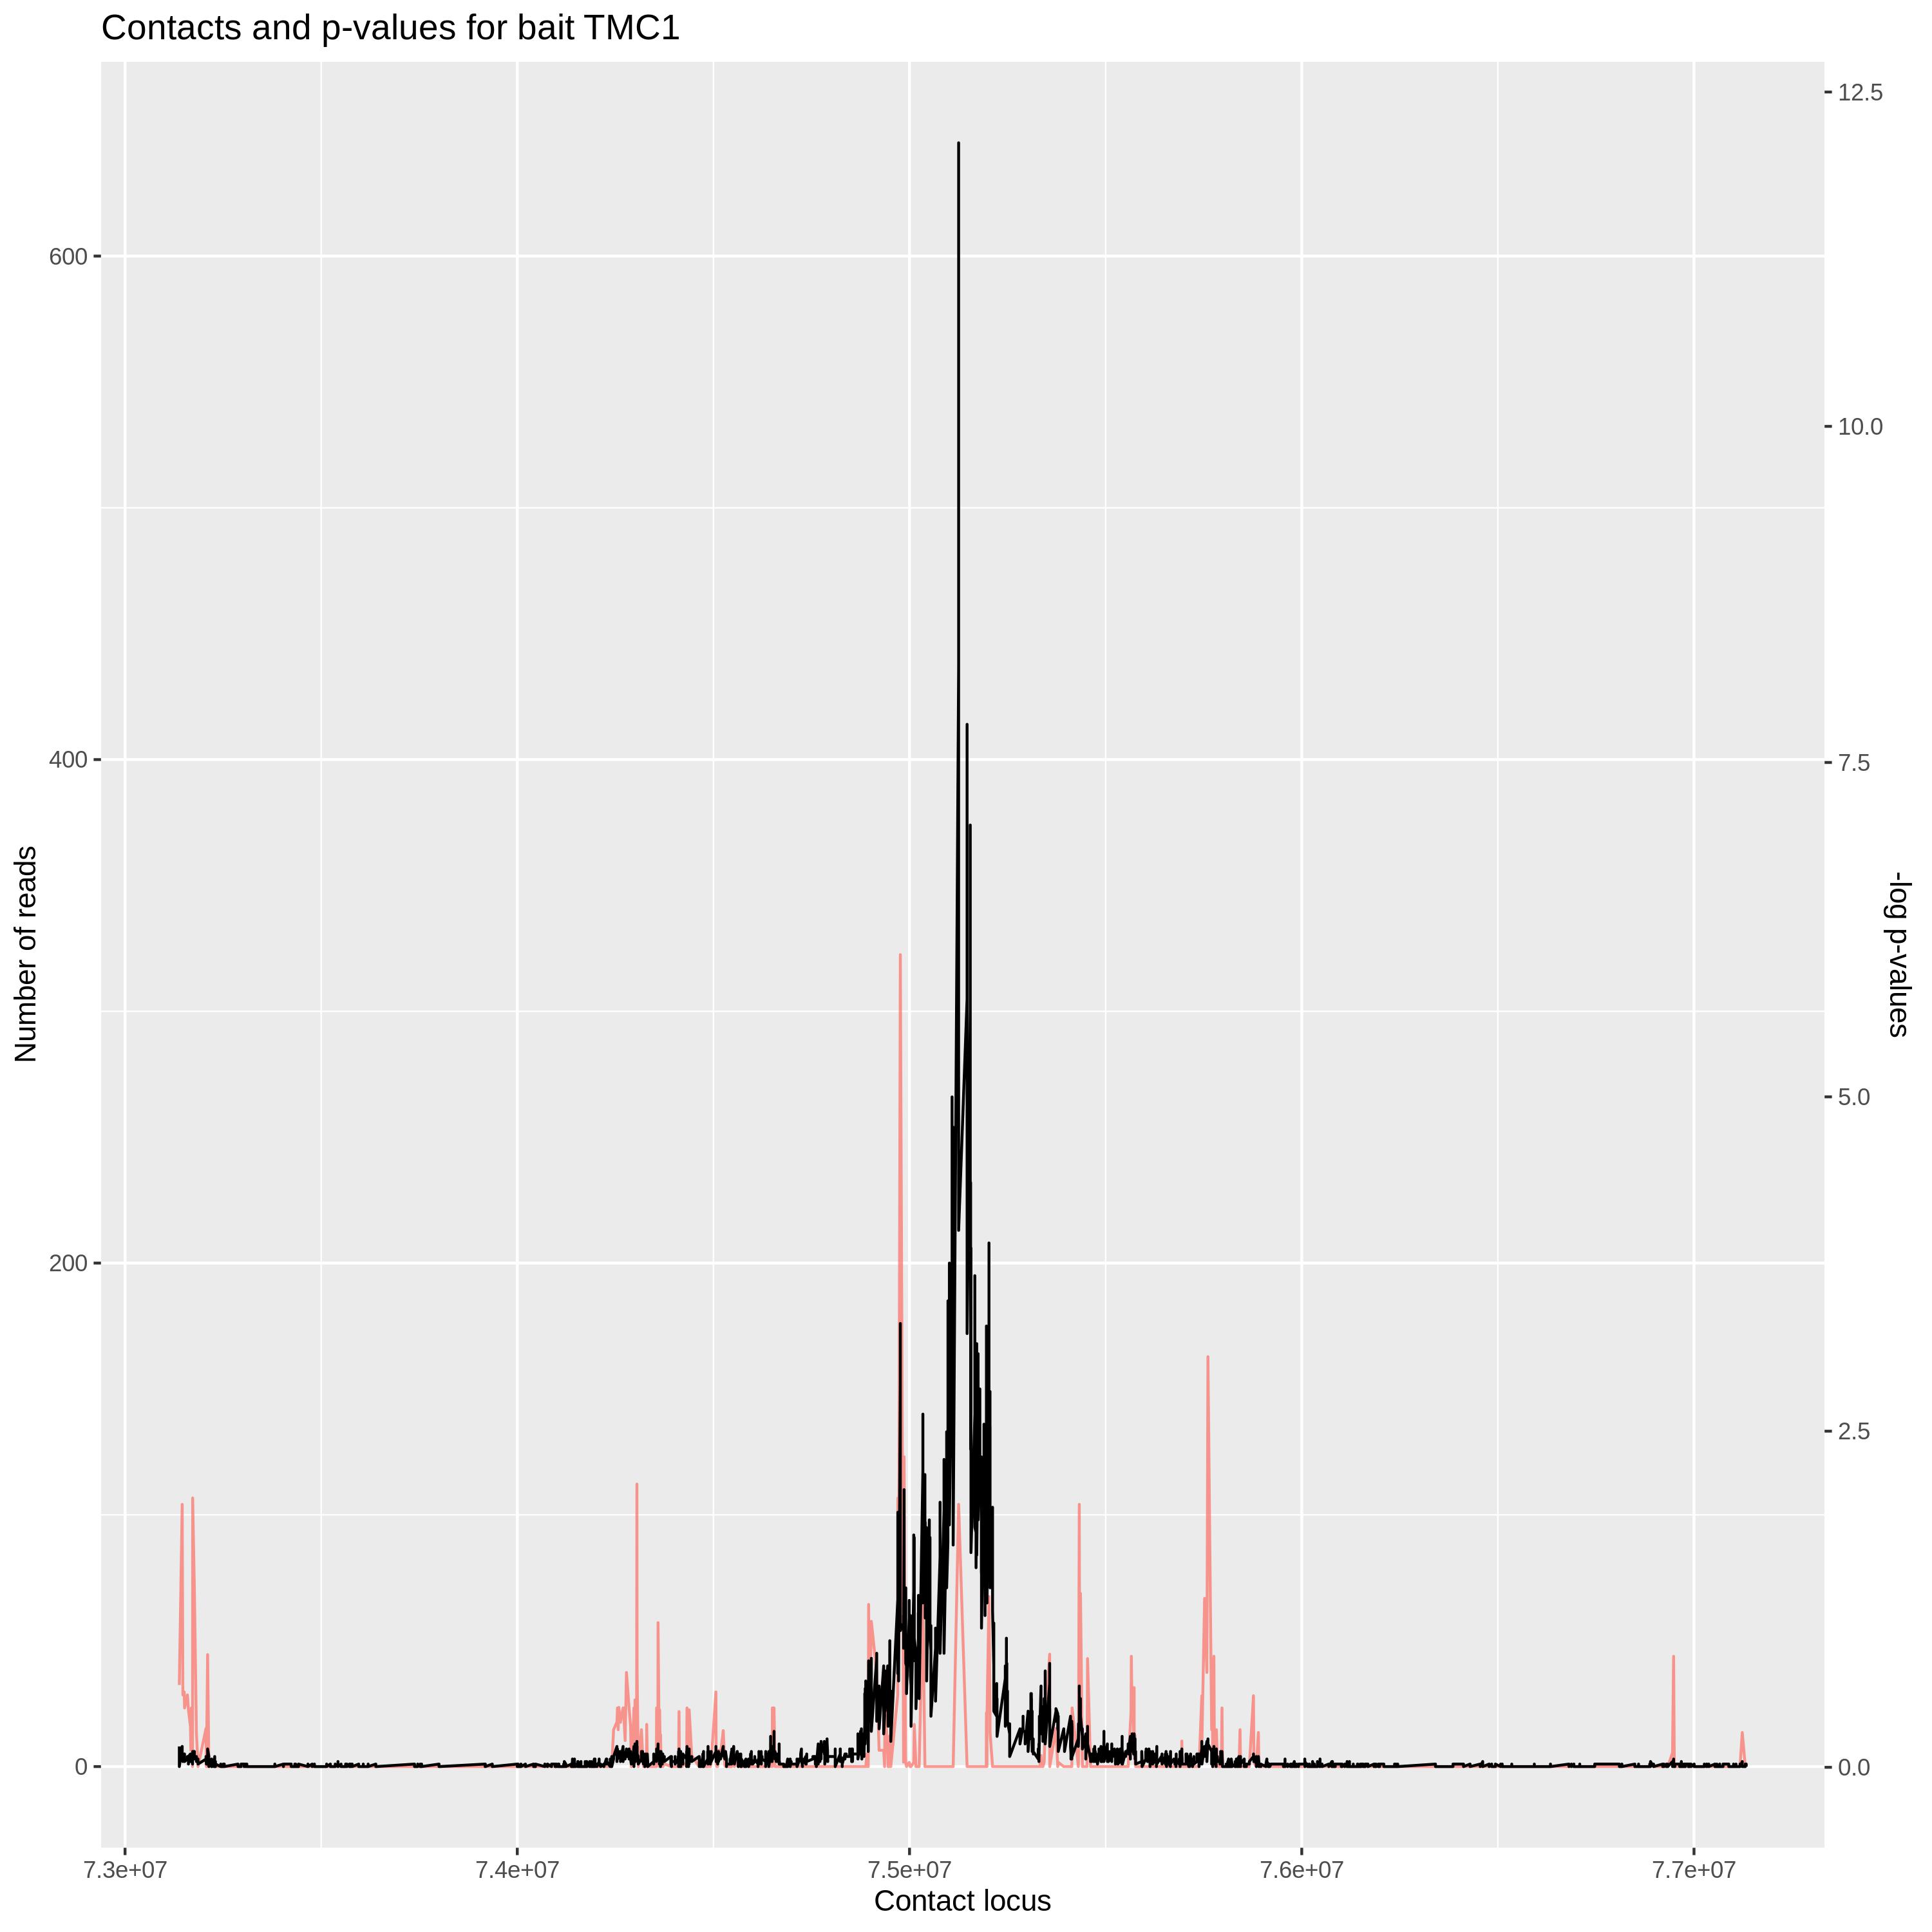 Contacts and p-values for bait TMC1
12.5
600
10.0
400
7.5
Number of reads
-log p-values
5.0
200
2.5
0
0.0
7.3e+07 7.4e+07 7.5e+07 7.6e+07 7.7e+07
Contact locus